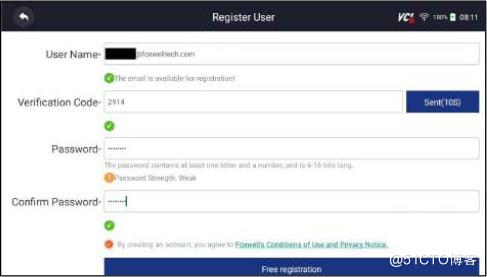 Register User
VCI 100% 08:11
User Name
@foxwelltech.com
The email is available for registration!
Verification Code
2914
Sent(10S)
Password
········
The password contains at least one letter and a number, and is 6-16 bits long.
Password Strength: Weak
Confirm Password
········
By creating an account, you agree to Foxwell's Conditions of Use and Privacy Notice.
Free registration
@51CTO博客